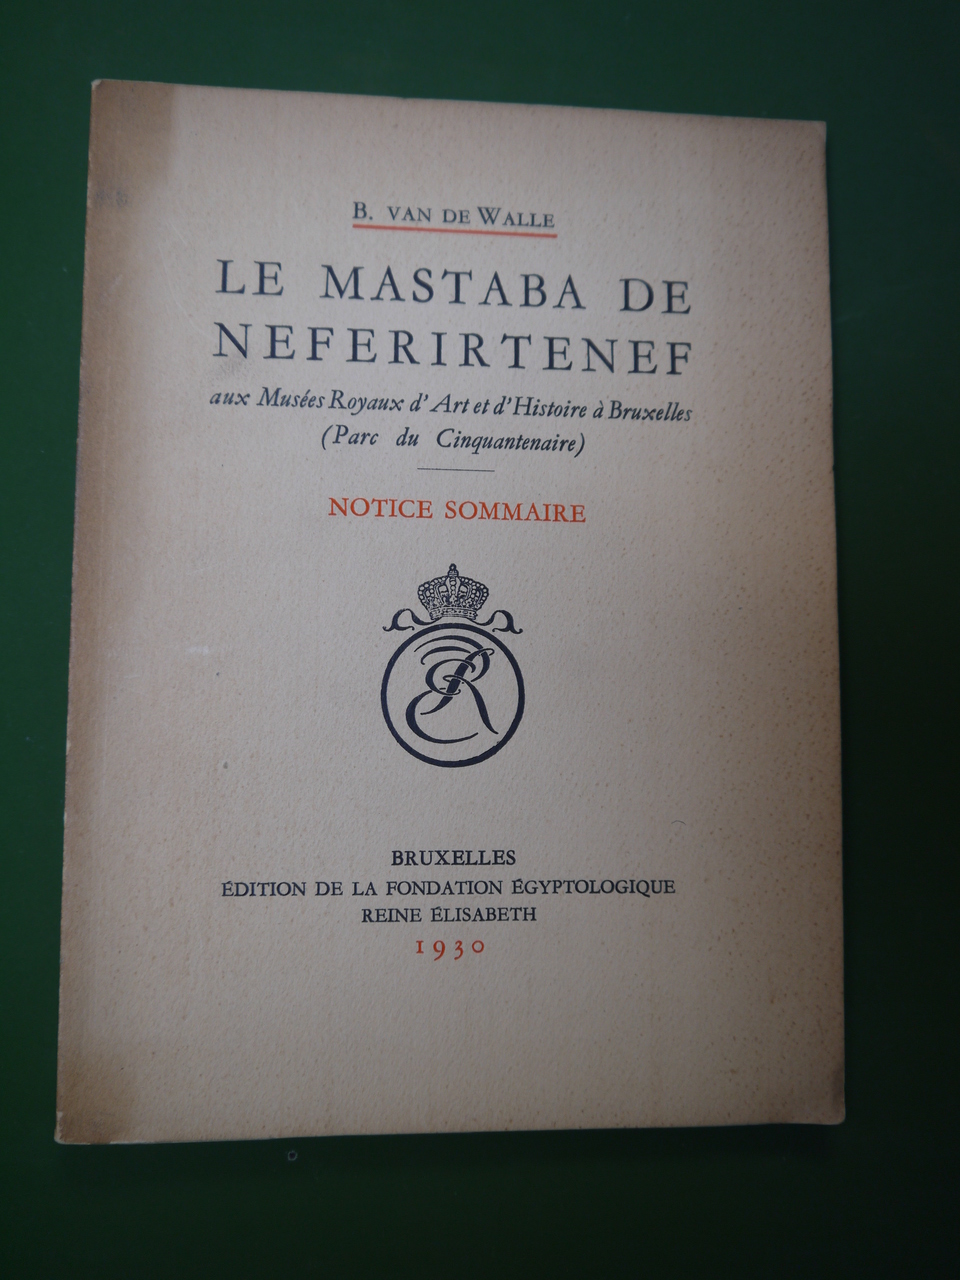 B. VAN DE WALLE
LE MASTABA DE
NEFERIRTENEF
aux Musées Royaux d'Art et d'Histoire à Bruxelles
(Parc du Cinquantenaire)
NOTICE SOMMAIRE
BRUXELLES
ÉDITION DE LA FONDATION ÉGYPTOLOGIQUE
REINE ÉLISABETH
1930